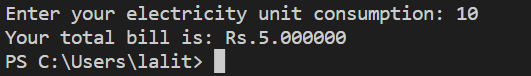 Enter your electricity unit consumption: 10
Your total bill is: Rs.5.000000
PS C:\Users\lalit>